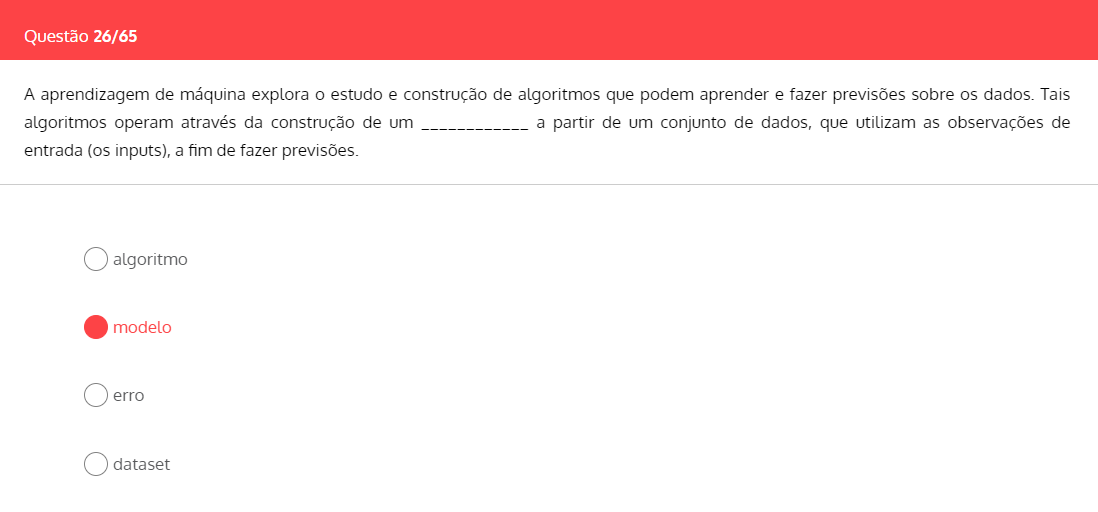 Questão 26/65
A aprendizagem de máquina explora o estudo e construção de algoritmos que podem aprender e fazer previsões sobre os dados. Tais
algoritmos operam através da construção de um ____________ a partir de um conjunto de dados, que utilizam as observações de
entrada (os inputs), a fim de fazer previsões.
algoritmo
modelo
erro
dataset